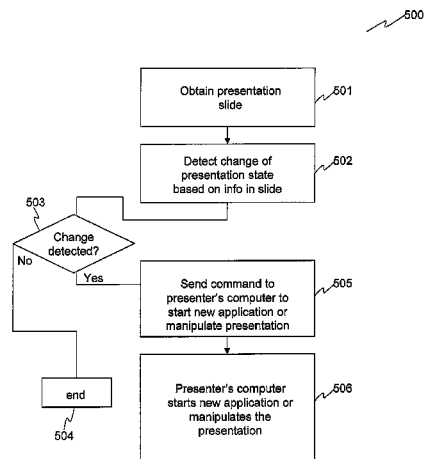 500
Obtain presentation
slide
501
Detect change of
presentation state
based on info in slide
502
503
Change
detected?
No
Yes
Send command to
presenter's computer to
start new application or
manipulate presentation
505
Presenter's computer
starts new application or
manipulates the
presentation
506
end
504